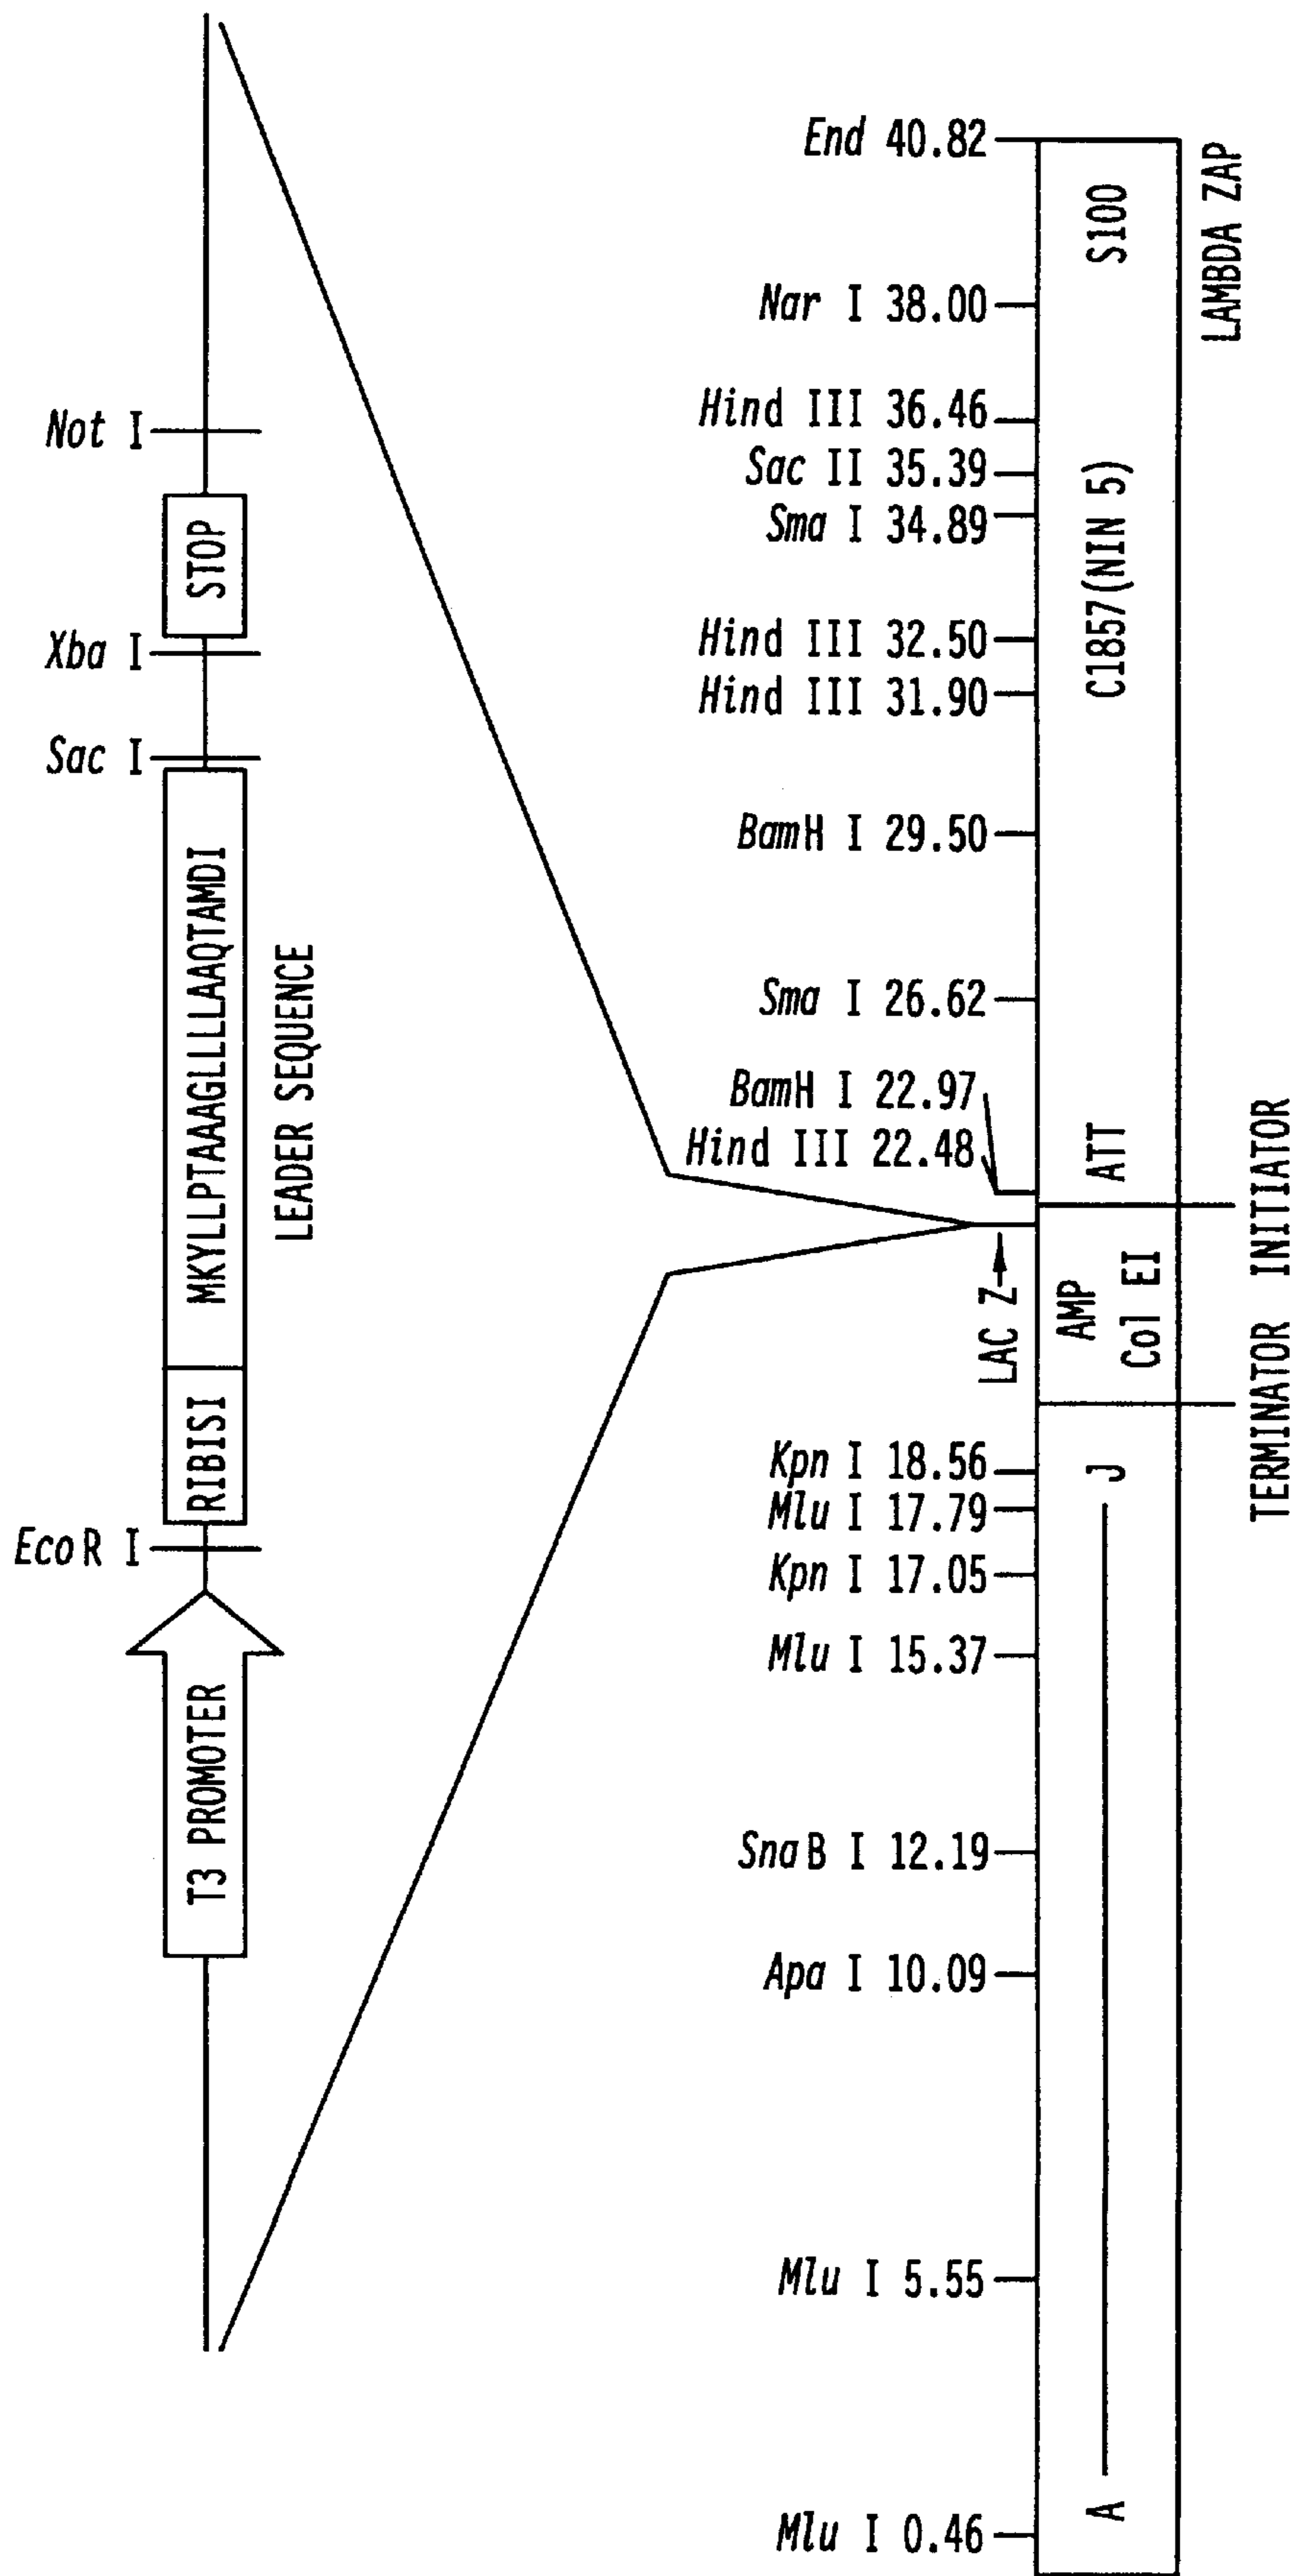 Not I
Xba I
Sac I
EcoR I
STOP
MKYLLPTAAAGLLLLAAQTAMDI
RIBISI
T3 PROMOTER
LEADER SEQUENCE
End 40.82
Nar I 38.00
Hind III 36.46
Sac II 35.39
Sma I 34.89
Hind III 32.50
Hind III 31.90
BamH I 29.50
Sma I 26.62
BamH I 22.97
Hind III 22.48
LAC Z
Kpn I 18.56
Mlu I 17.79
Kpn I 17.05
Mlu I 15.37
SnaB I 12.19
Apa I 10.09
Mlu I 5.55
Mlu I 0.46
S100
C1857(NIN 5)
ATT
AMP
Col EI
J
A
LAMBDA ZAP
TERMINATOR INITIATOR